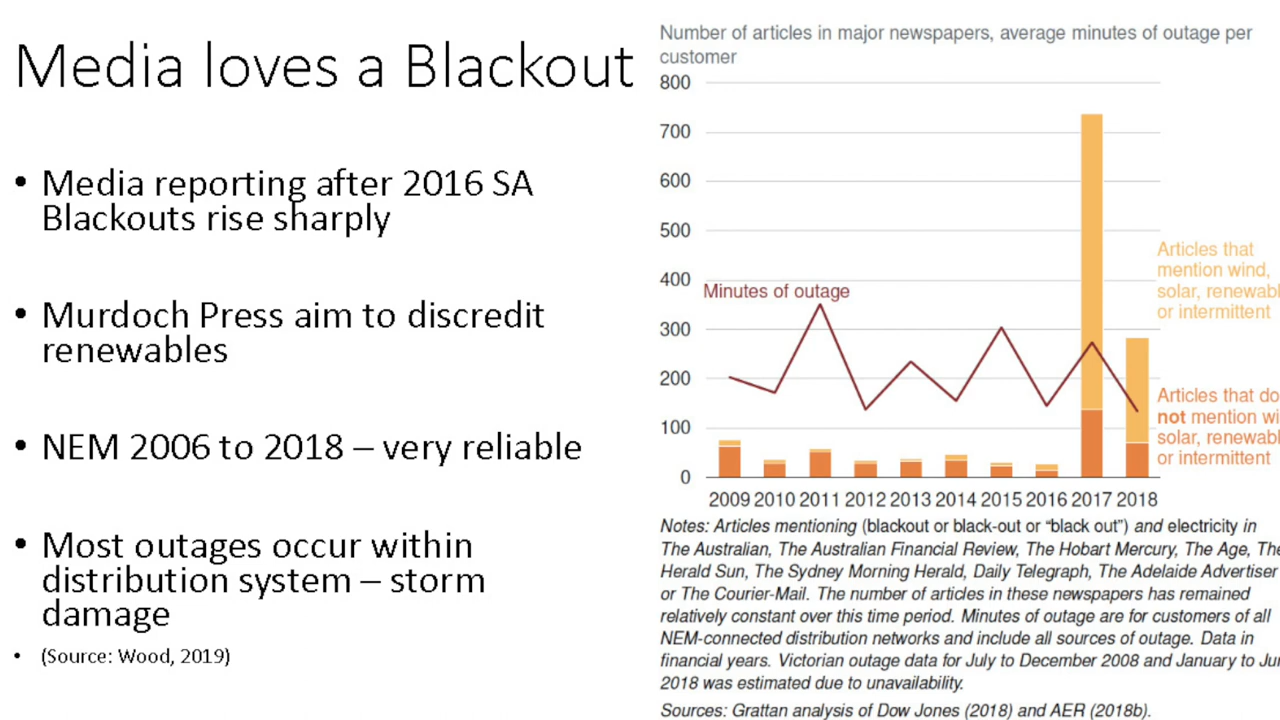 Media loves a Blackout
• Media reporting after 2016 SA
Blackouts rise sharply
• Murdoch Press aim to discredit
renewables
• NEM 2006 to 2018 – very reliable
• Most outages occur within
distribution system – storm
damage
• (Source: Wood, 2019)
Number of articles in major newspapers, average minutes of outage per
customer
800
700
600
500
400
300
200
100
0
Minutes of outage
Articles that
mention wind,
solar, renewabl
or intermittent
Articles that do
not mention wi
solar, renewabl
or intermittent
2009 2010 2011 2012 2013 2014 2015 2016 2017 2018
Notes: Articles mentioning (blackout or black-out or “black out”) and electricity in
The Australian, The Australian Financial Review, The Hobart Mercury, The Age, The
Herald Sun, The Sydney Morning Herald, Daily Telegraph, The Adelaide Advertiser
or The Courier-Mail. The number of articles in these newspapers has remained
relatively constant over this time period. Minutes of outage are for customers of all
NEM-connected distribution networks and include all sources of outage. Data in
financial years. Victorian outage data for July to December 2008 and January to Jun
2018 was estimated due to unavailability.
Sources: Grattan analysis of Dow Jones (2018) and AER (2018b).